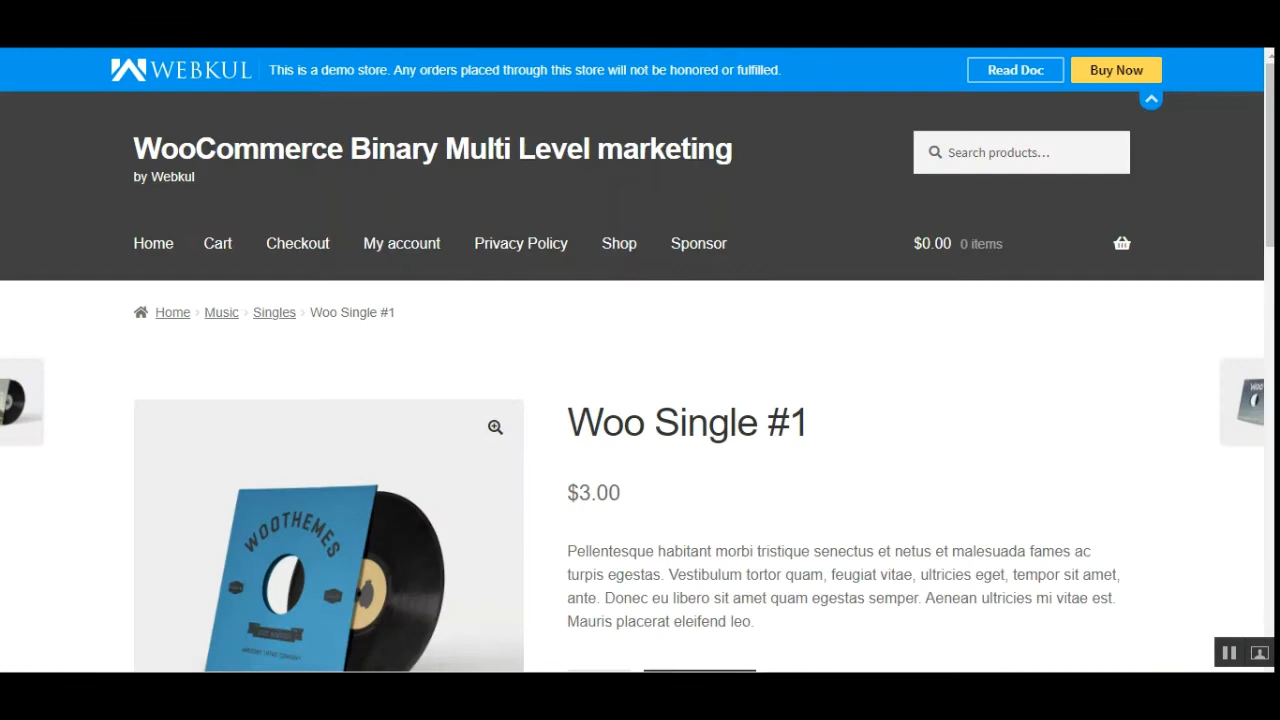 WEBKUL This is a demo store. Any orders placed through this store will not be honored or fulfilled. Read Doc Buy Now
WooCommerce Binary Multi Level marketing
by Webkul
Search products…
Home Cart Checkout My account Privacy Policy Shop Sponsor $0.00 0 items
Home › Music › Singles › Woo Single #1
Woo Single #1
$3.00
Pellentesque habitant morbi tristique senectus et netus et malesuada fames ac
turpis egestas. Vestibulum tortor quam, feugiat vitae, ultricies eget, tempor sit amet,
ante. Donec eu libero sit amet quam egestas semper. Aenean ultricies mi vitae est.
Mauris placerat eleifend leo.
WOOTHEMES